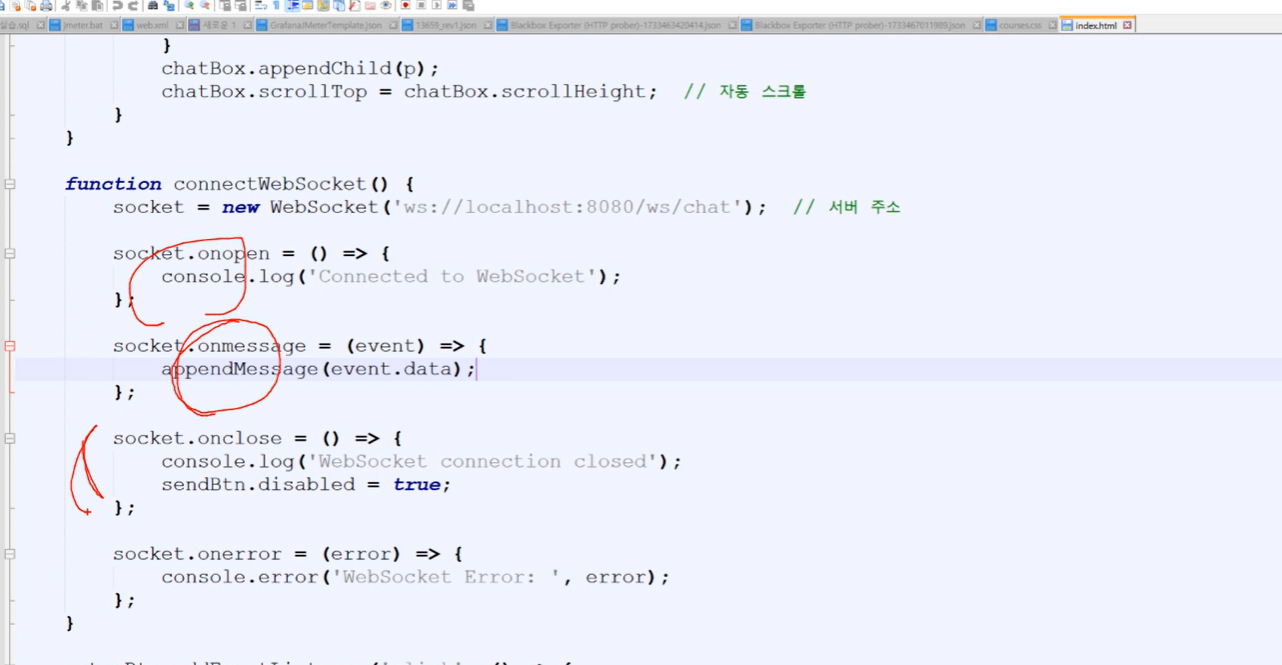 실습.sql jmeter.bat web.xml 새로운 1 GrafanaJMeterTemplate.json 13659_rev1.json Blackbox Exporter (HTTP prober)-1733463420414.json Blackbox Exporter (HTTP prober)-1733467011989.json courses.css index.html
}
chatBox.appendChild(p);
chatBox.scrollTop = chatBox.scrollHeight; // 자동 스크롤
}
}
function connectWebSocket() {
socket = new WebSocket('ws://localhost:8080/ws/chat'); // 서버 주소
socket.onopen = () => {
console.log('Connected to WebSocket');
};
socket.onmessage = (event) => {
appendMessage(event.data);
};
socket.onclose = () => {
console.log('WebSocket connection closed');
sendBtn.disabled = true;
};
socket.onerror = (error) => {
console.error('WebSocket Error: ', error);
};
}